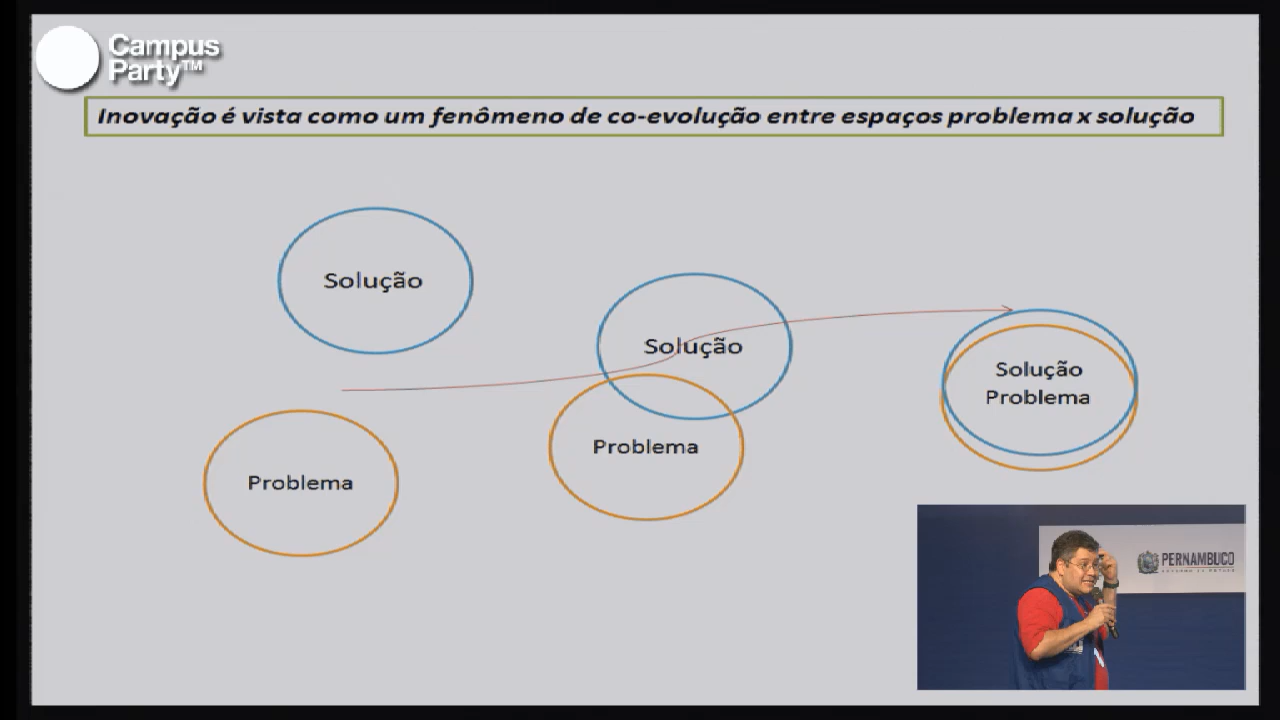 Campus
Party™
Inovação é vista como um fenômeno de co-evolução entre espaços problema x solução
Solução
Solução
Solução
Problema
Problema
Problema
PERNAMBUCO